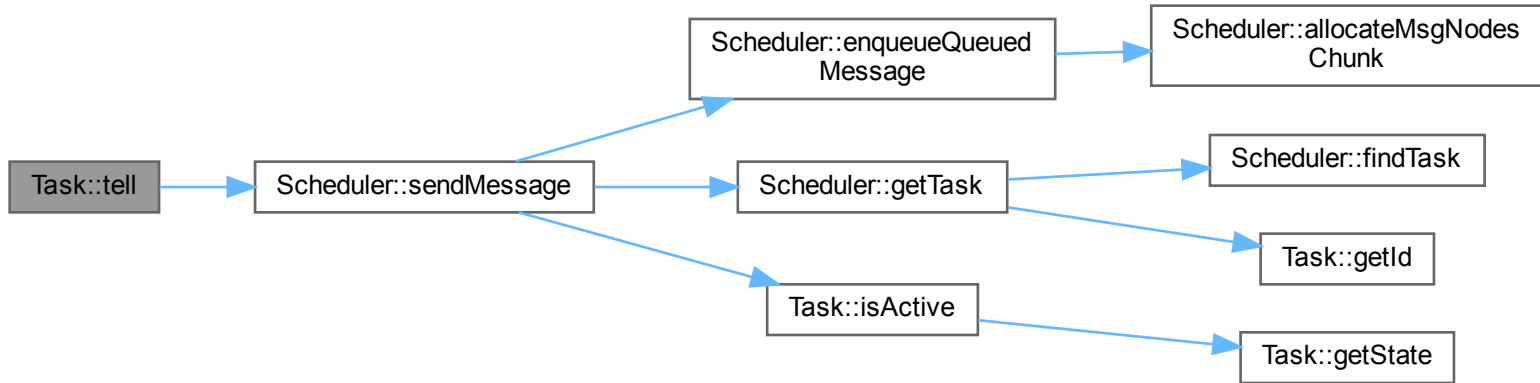 Task::tell
Scheduler::sendMessage
Scheduler::enqueueQueued
Message
Scheduler::allocateMsgNodes
Chunk
Scheduler::getTask
Scheduler::findTask
Task::getId
Task::isActive
Task::getState